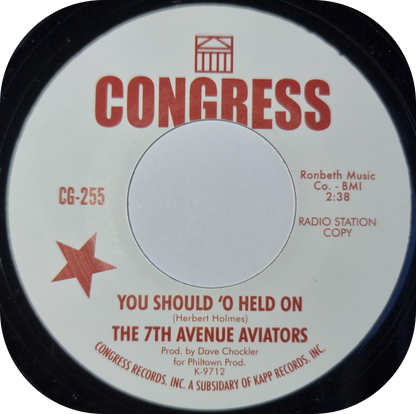 CONGRESS
CG-255
Ronbeth Music
Co. - BMI
2:38
RADIO STATION
COPY
YOU SHOULD 'O HELD ON
(Herbert Holmes)
THE 7TH AVENUE AVIATORS
Prod. by Dave Chockler
for Philtown Prod.
K-9712
CONGRESS RECORDS, INC. A SUBSIDARY OF KAPP RECORDS, INC.